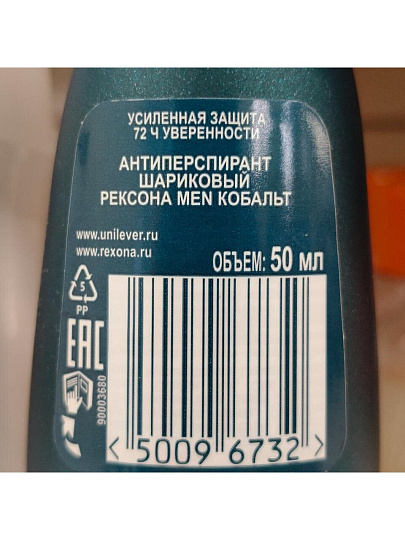 УСИЛЕННАЯ ЗАЩИТА
72 Ч УВЕРЕННОСТИ
АНТИПЕРСПИРАНТ
ШАРИКОВЫЙ
РЕКСОНА MEN КОБАЛЬТ
www.unilever.ru
www.rexona.ru
ОБЪЕМ: 50 мл
5
PP
EAC
90003680
<5009 6732>